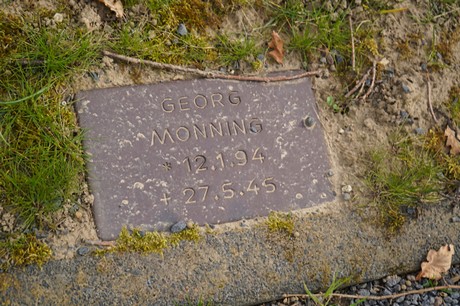 GEORG
MONNING
* 12.1.94
+ 27.5.45